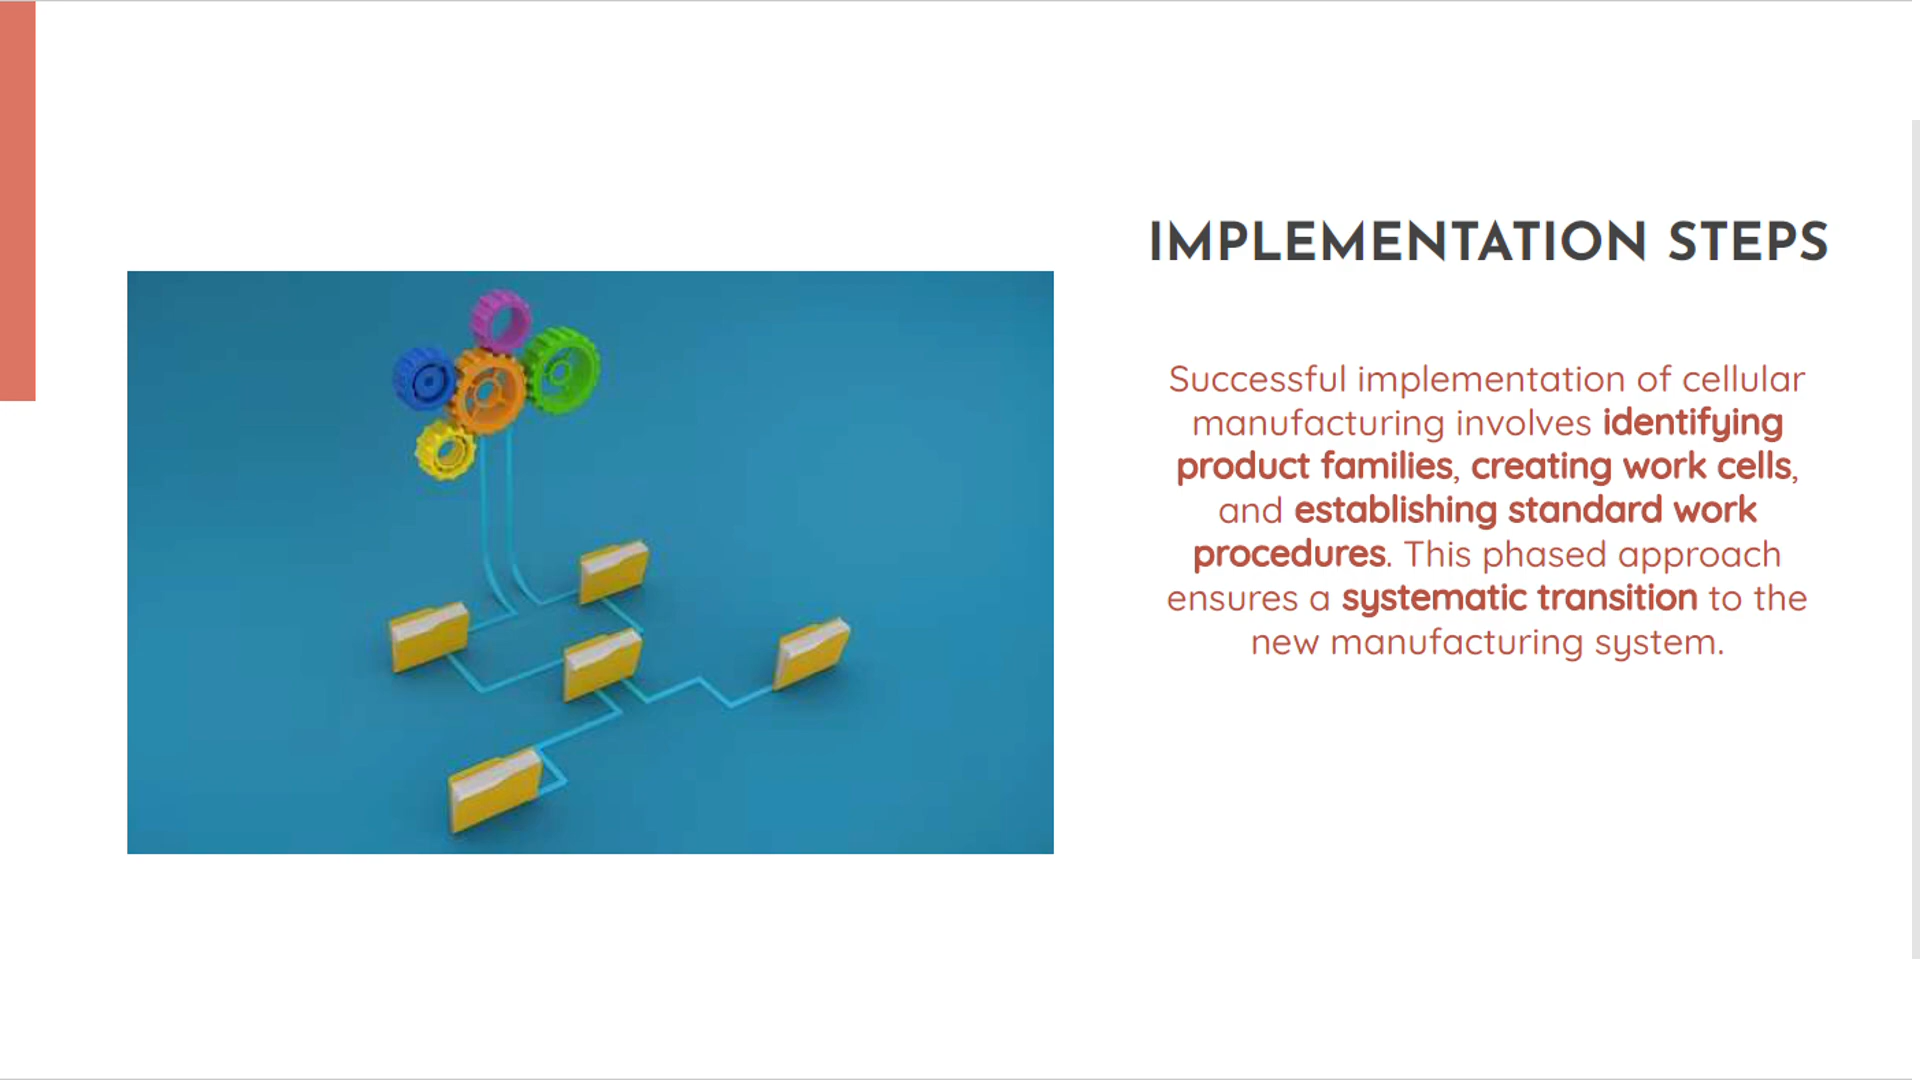 IMPLEMENTATION STEPS
Successful implementation of cellular
manufacturing involves identifying
product families, creating work cells,
and establishing standard work
procedures. This phased approach
ensures a systematic transition to the
new manufacturing system.